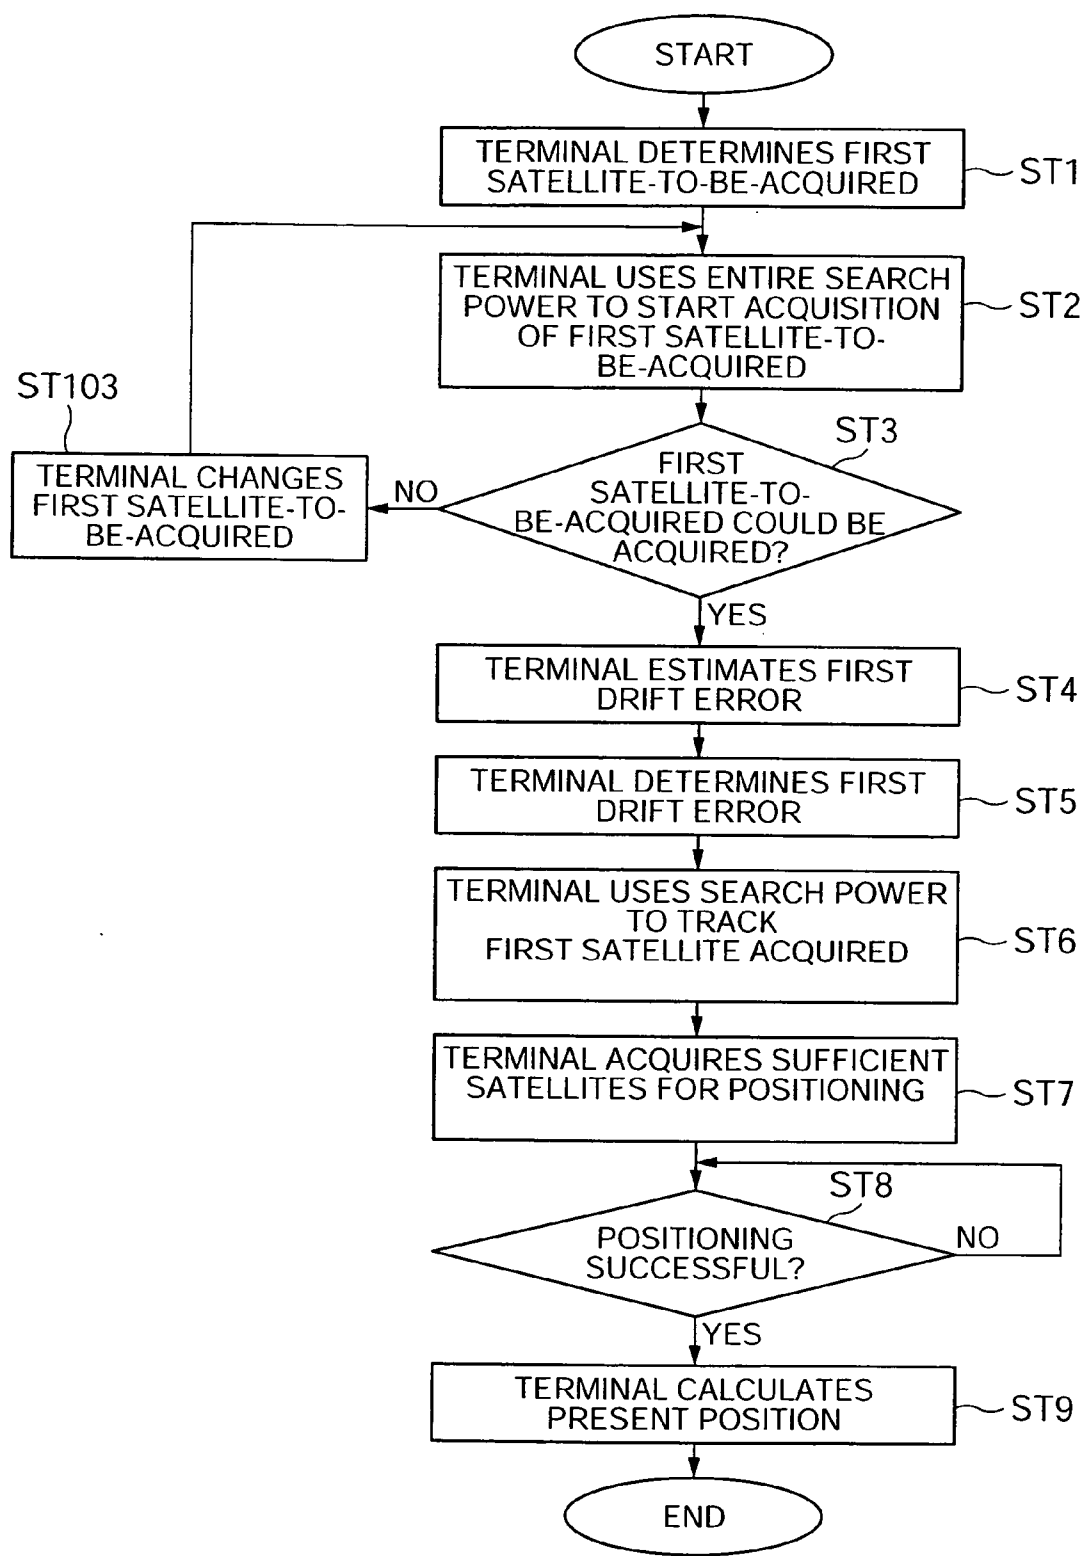 START
TERMINAL DETERMINES FIRST
SATELLITE-TO-BE-ACQUIRED
ST1
TERMINAL USES ENTIRE SEARCH
POWER TO START ACQUISITION
OF FIRST SATELLITE-TO-
BE-ACQUIRED
ST2
ST103
TERMINAL CHANGES
FIRST SATELLITE-TO-
BE-ACQUIRED
NO
ST3
FIRST
SATELLITE-TO-
BE-ACQUIRED COULD BE
ACQUIRED?
YES
TERMINAL ESTIMATES FIRST
DRIFT ERROR
ST4
TERMINAL DETERMINES FIRST
DRIFT ERROR
ST5
TERMINAL USES SEARCH POWER
TO TRACK
FIRST SATELLITE ACQUIRED
ST6
TERMINAL ACQUIRES SUFFICIENT
SATELLITES FOR POSITIONING
ST7
ST8
POSITIONING
SUCCESSFUL?
NO
YES
TERMINAL CALCULATES
PRESENT POSITION
ST9
END